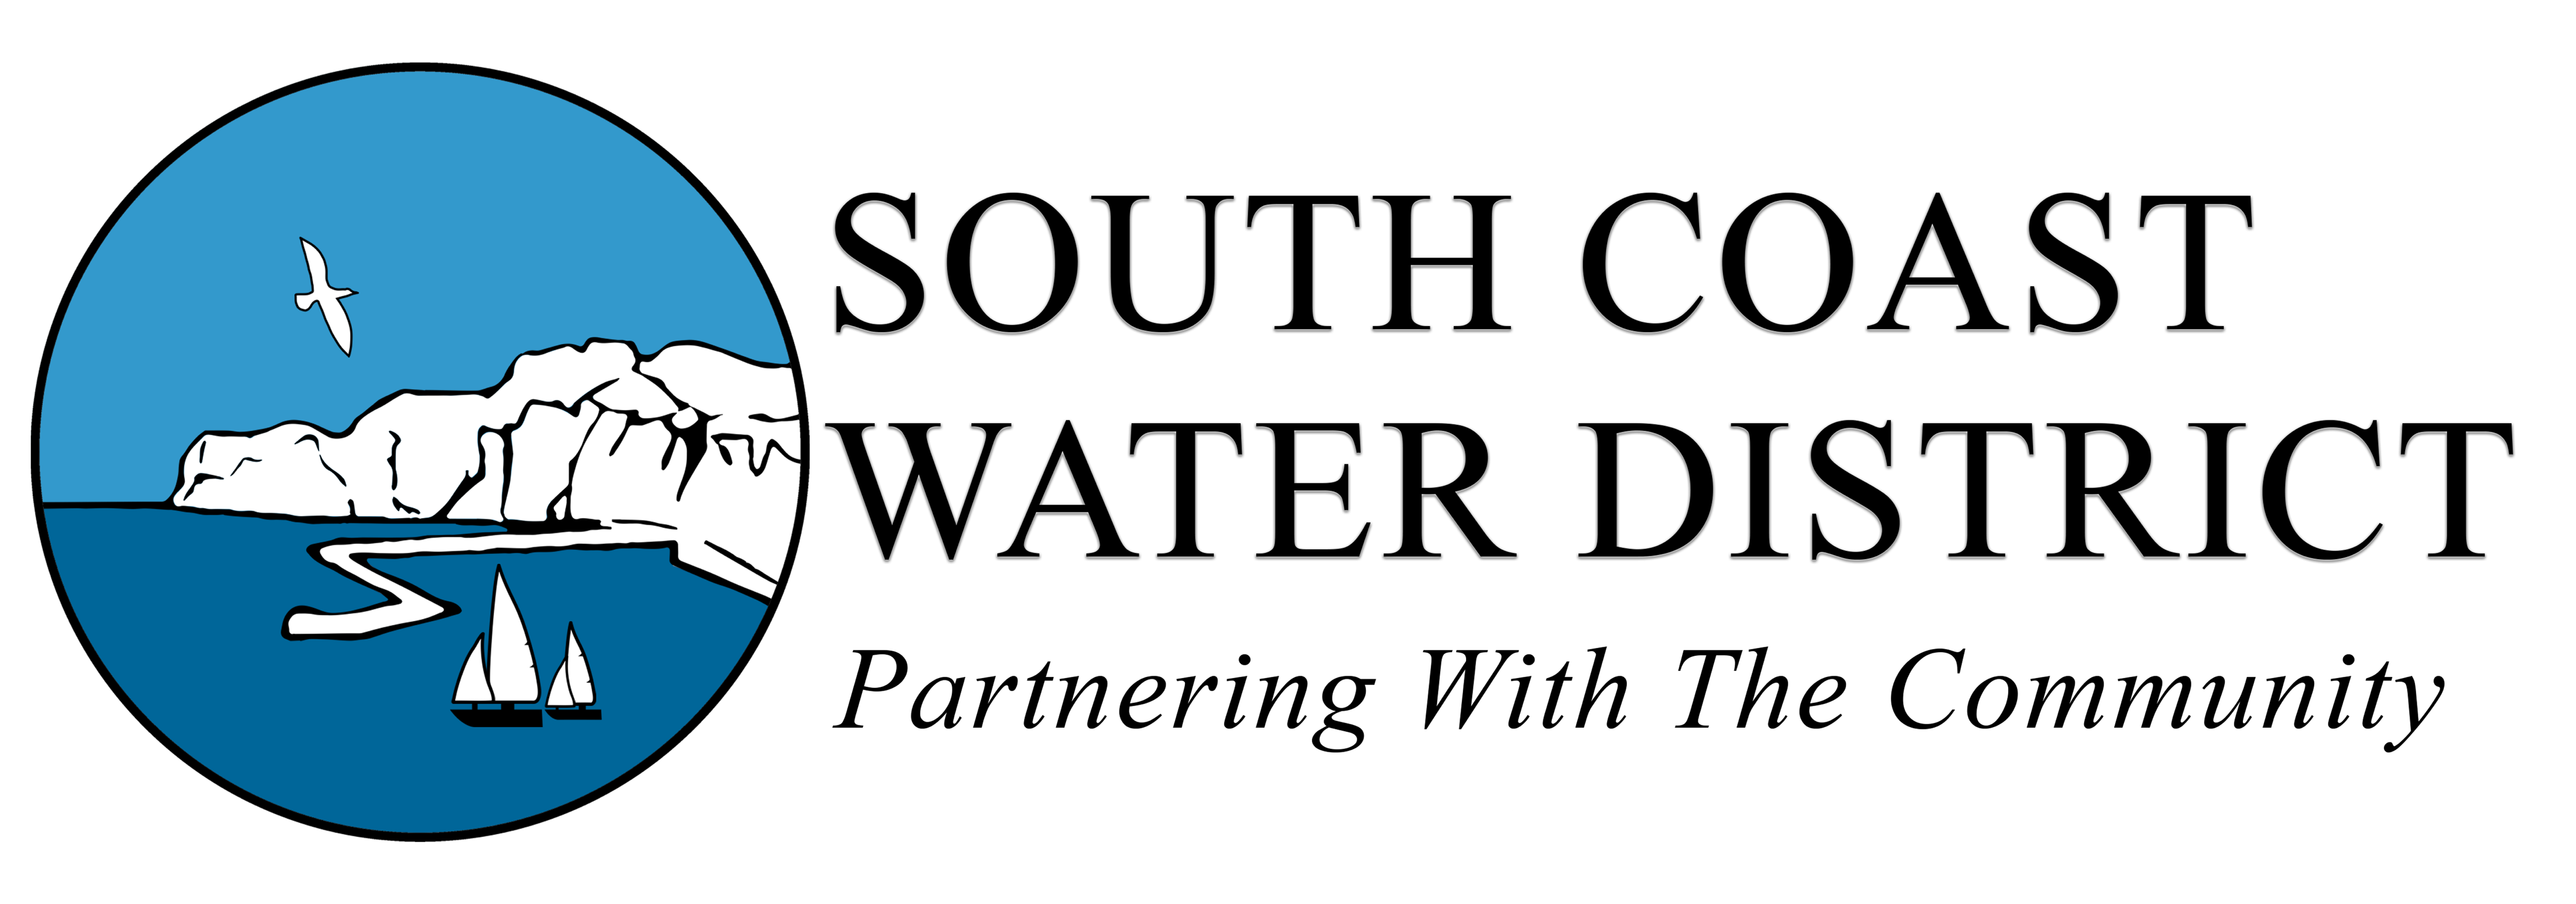 SOUTH COAST
WATER DISTRICT
Partnering With The Community